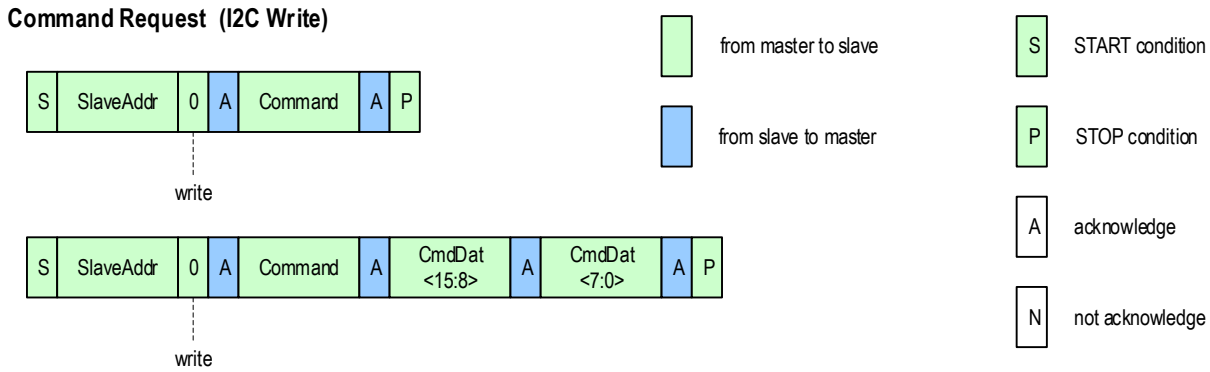 Command Request (I2C Write)
from master to slave
S
START condition
S SlaveAddr 0 A Command A P
from slave to master
P
STOP condition
write
A
acknowledge
S SlaveAddr 0 A Command A CmdDat A CmdDat A P
<15:8> <7:0>
N
not acknowledge
write